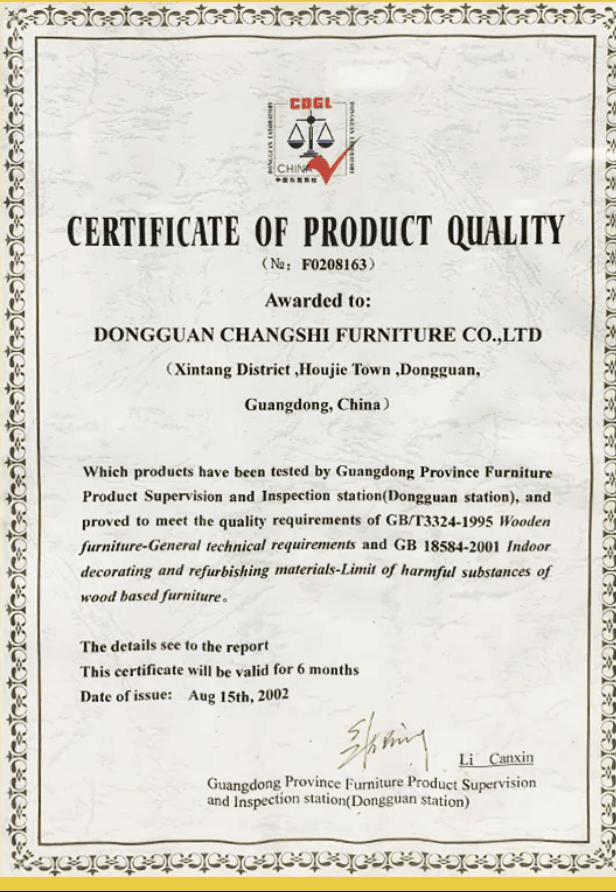 CDGL
DONGGUAN LABORATORY
DONGGUAN LABORATORY
CHINA
CERTIFICATE OF PRODUCT QUALITY
(№: F0208163)
Awarded to:
DONGGUAN CHANGSHI FURNITURE CO.,LTD
(Xintang District ,Houjie Town ,Dongguan,
Guangdong, China)
Which products have been tested by Guangdong Province Furniture
Product Supervision and Inspection station(Dongguan station), and
proved to meet the quality requirements of GB/T3324-1995 Wooden
furniture-General technical requirements and GB 18584-2001 Indoor
decorating and refurbishing materials-Limit of harmful substances of
wood based furniture。
The details see to the report
This certificate will be valid for 6 months
Date of issue: Aug 15th, 2002
Li Canxin
Guangdong Province Furniture Product Supervision
and Inspection station(Dongguan station)